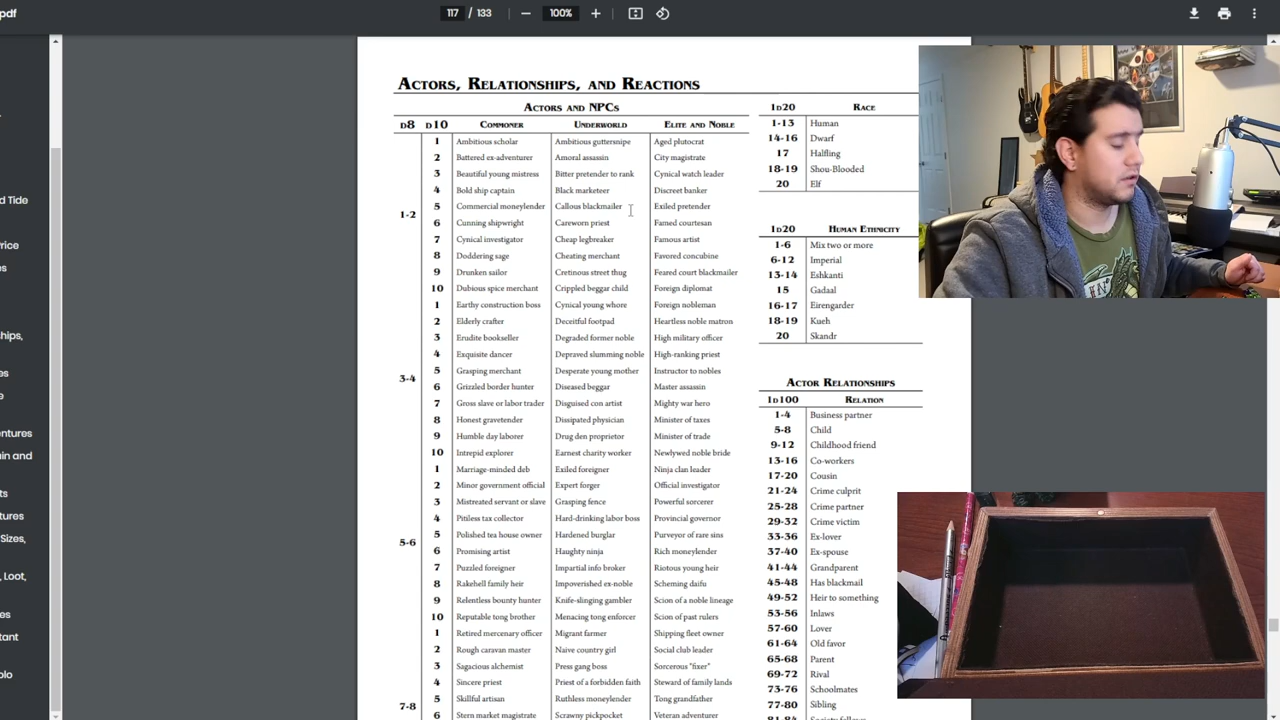 pdf
117 / 133
100%
d Tide
rvice
es
ships,
es
e
entures
in and
ts
tures
Sizes,
, Loot,
es
tant
olo
Actors, Relationships, and Reactions
Actors and NPCs
d8 d10 Commoner Underworld Elite and Noble
1-2
1 Ambitious scholar Ambitious guttersnipe Aged plutocrat
2 Battered ex-adventurer Amoral assassin City magistrate
3 Beautiful young mistress Bitter pretender to rank Cynical watch leader
4 Bold ship captain Black marketeer Discreet banker
5 Commercial moneylender Callous blackmailer Exiled pretender
6 Cunning shipwright Careworn priest Famed courtesan
7 Cynical investigator Cheap legbreaker Famous artist
8 Doddering sage Cheating merchant Favored concubine
9 Drunken sailor Cretinous street thug Feared court blackmailer
10 Dubious spice merchant Crippled beggar child Foreign diplomat
3-4
1 Earthy construction boss Cynical young whore Foreign nobleman
2 Elderly crafter Deceitful footpad Heartless noble matron
3 Erudite bookseller Degraded former noble High military officer
4 Exquisite dancer Depraved slumming noble High-ranking priest
5 Grasping merchant Desperate young mother Instructor to nobles
6 Grizzled border hunter Diseased beggar Master assassin
7 Gross slave or labor trader Disguised con artist Mighty war hero
8 Honest gravetender Dissipated physician Minister of taxes
9 Humble day laborer Drug den proprietor Minister of trade
10 Intrepid explorer Earnest charity worker Newlywed noble bride
5-6
1 Marriage-minded deb Exiled foreigner Ninja clan leader
2 Minor government official Expert forger Official investigator
3 Mistreated servant or slave Grasping fence Powerful sorcerer
4 Pitiless tax collector Hard-drinking labor boss Provincial governor
5 Polished tea house owner Hardened burglar Purveyor of rare sins
6 Promising artist Haughty ninja Rich moneylender
7 Puzzled foreigner Impartial info broker Riotous young heir
8 Rakehell family heir Impoverished ex-noble Scheming daifu
9 Relentless bounty hunter Knife-slinging gambler Scion of a noble lineage
10 Reputable tong brother Menacing tong enforcer Scion of past rulers
7-8
1 Retired mercenary officer Migrant farmer Shipping fleet owner
2 Rough caravan master Naive country girl Social club leader
3 Sagacious alchemist Press gang boss Sorcerous "fixer"
4 Sincere priest Priest of a forbidden faith Steward of family lands
5 Skillful artisan Ruthless moneylender Tong grandfather
6 Stern market magistrate Scrawny pickpocket Veteran adventurer
1d20 Race
1-13 Human
14-16 Dwarf
17 Halfling
18-19 Shou-Blooded
20 Elf
1d20 Human Ethnicity
1-6 Mix two or more
6-12 Imperial
13-14 Eshkanti
15 Gadaal
16-17 Eirengarder
18-19 Kueh
20 Skandr
Actor Relationships
1d100 Relation
1-4 Business partner
5-8 Child
9-12 Childhood friend
13-16 Co-workers
17-20 Cousin
21-24 Crime culprit
25-28 Crime partner
29-32 Crime victim
33-36 Ex-lover
37-40 Ex-spouse
41-44 Grandparent
45-48 Has blackmail
49-52 Heir to something
53-56 Inlaws
57-60 Lover
61-64 Old favor
65-68 Parent
69-72 Rival
73-76 Schoolmates
77-80 Sibling